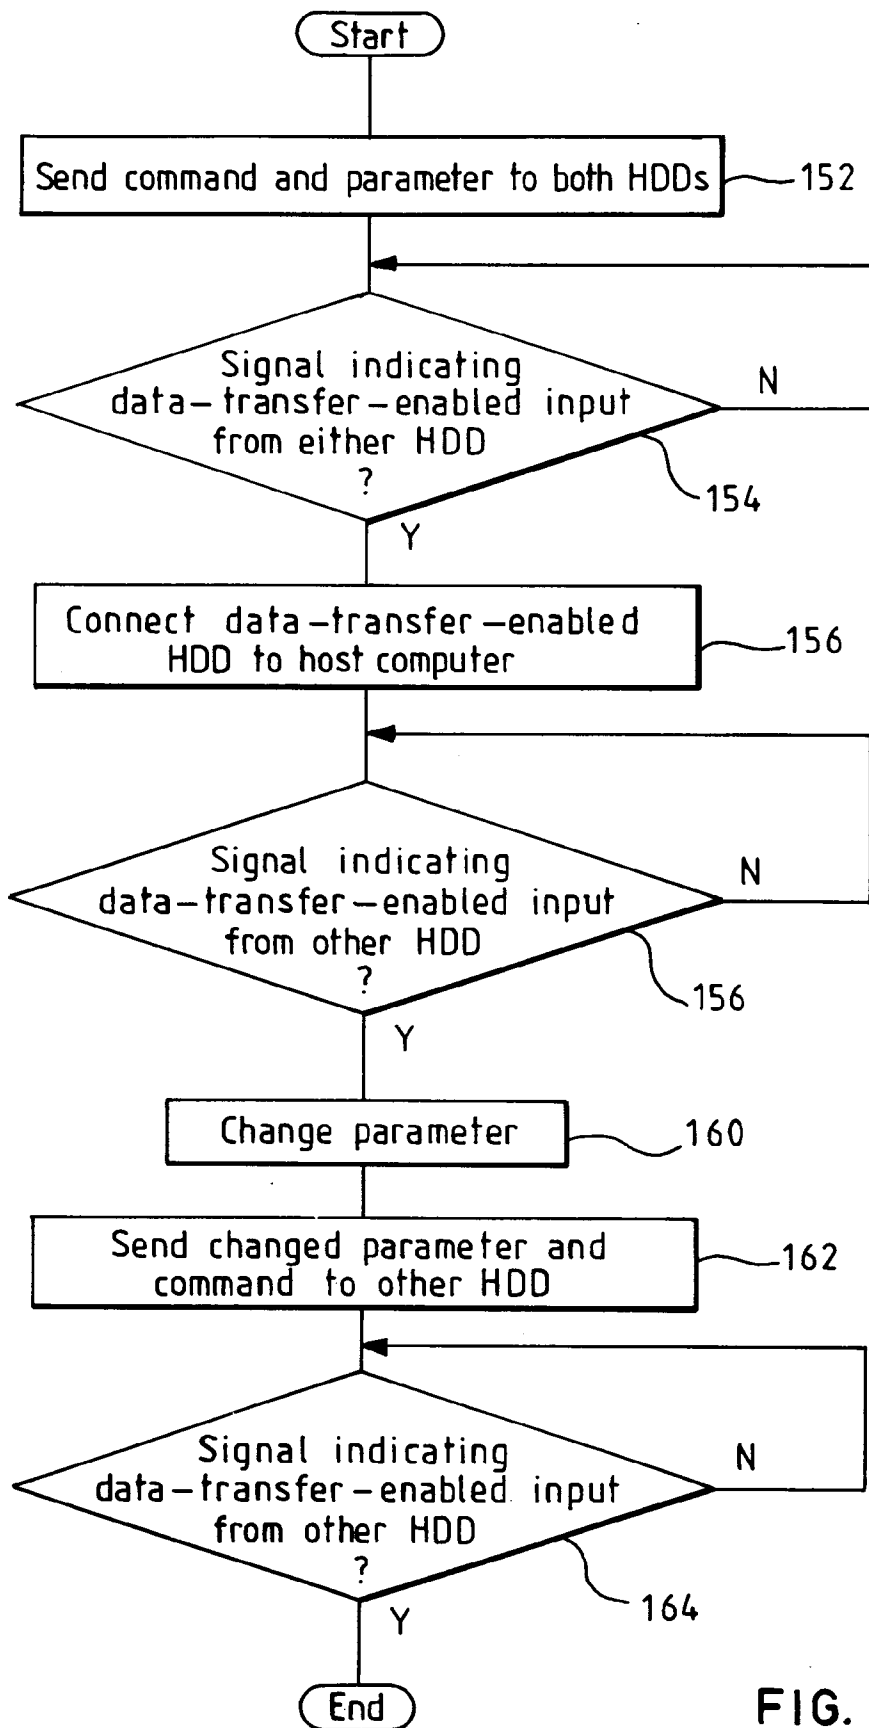 Start
Send command and parameter to both HDDs
152
Signal indicating
data-transfer-enabled input
from either HDD
?
N
154
Y
Connect data-transfer-enabled
HDD to host computer
156
Signal indicating
data-transfer-enabled input
from other HDD
?
N
156
Y
Change parameter
160
Send changed parameter and
command to other HDD
162
Signal indicating
data-transfer-enabled input
from other HDD
?
N
164
Y
End
FIG.